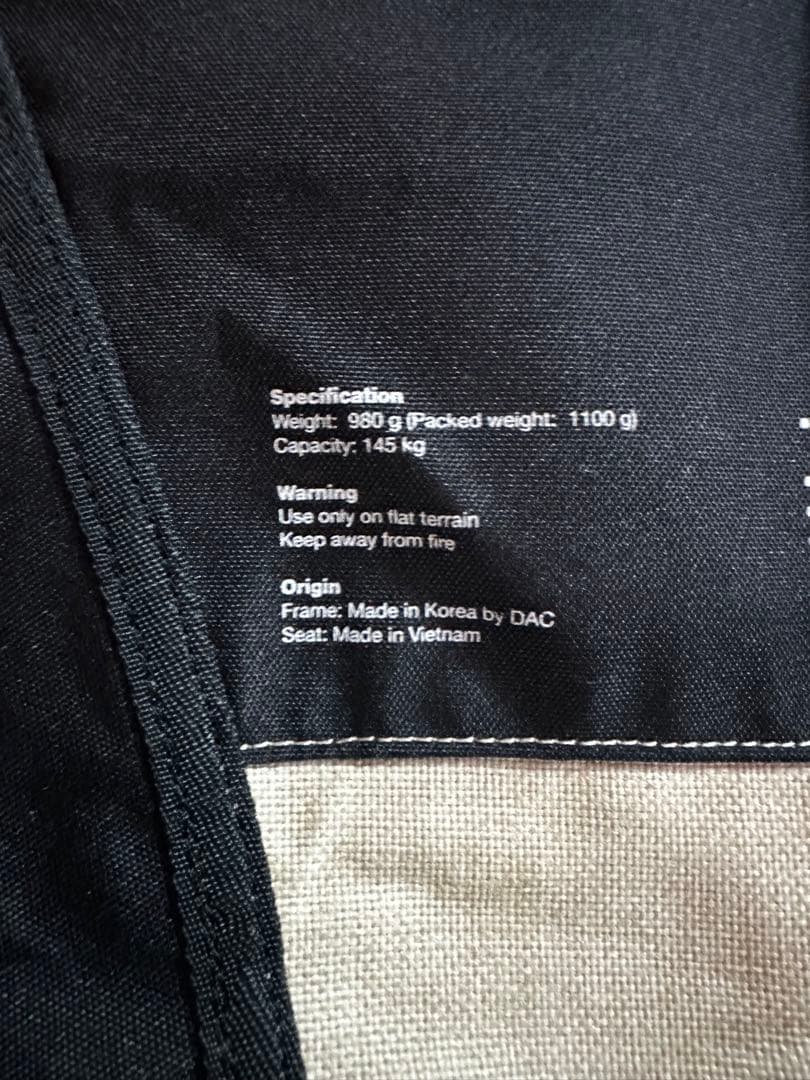 Specification
Weight: 980 g (Packed weight: 1100 g)
Capacity: 145 kg
Warning
Use only on flat terrain
Keep away from fire
Origin
Frame: Made in Korea by DAC
Seat: Made in Vietnam